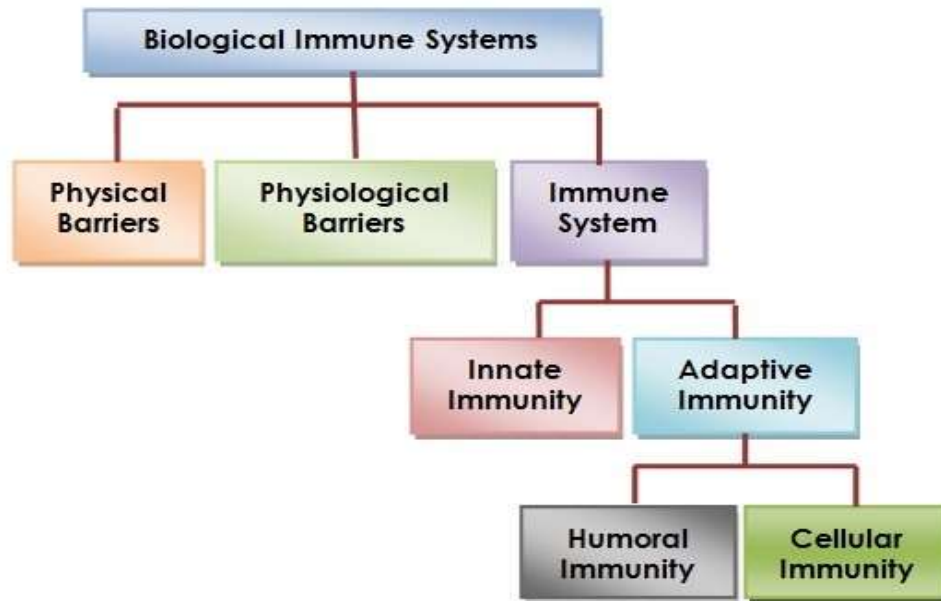 Biological Immune Systems
Physical
Barriers
Physiological
Barriers
Immune
System
Innate
Immunity
Adaptive
Immunity
Humoral
Immunity
Cellular
Immunity